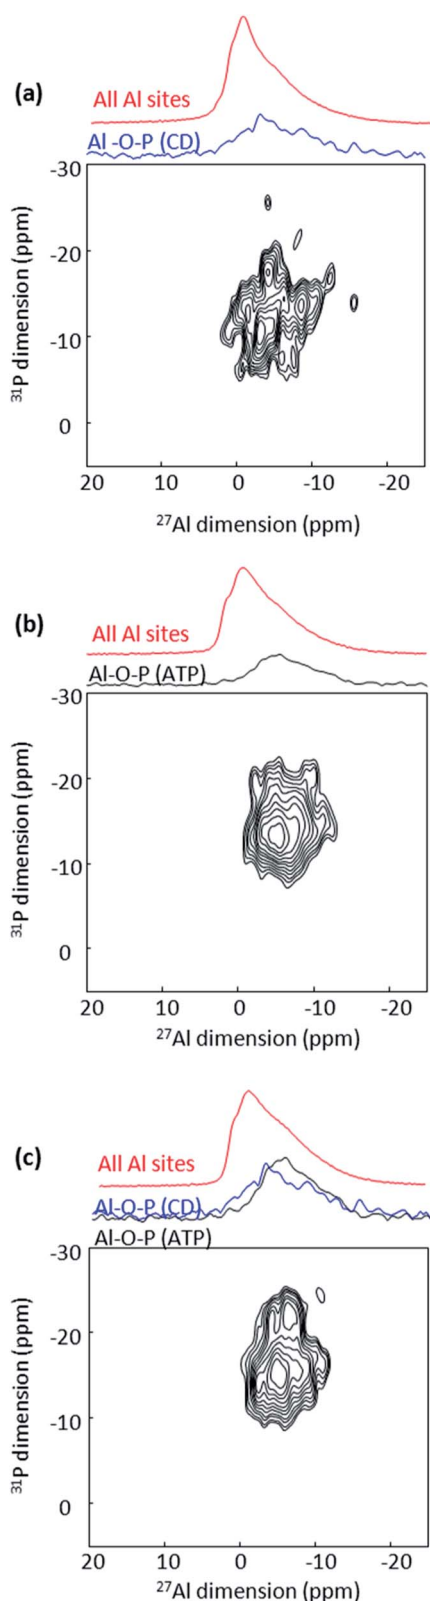 (a)
All Al sites
Al -O-P (CD)
-30
-20
-10
0
31P dimension (ppm)
20 10 0 -10 -20
27Al dimension (ppm)
(b)
All Al sites
Al-O-P (ATP)
-30
-20
-10
0
31P dimension (ppm)
20 10 0 -10 -20
27Al dimension (ppm)
(c)
All Al sites
Al-O-P (CD)
Al-O-P (ATP)
-30
-20
-10
0
31P dimension (ppm)
20 10 0 -10 -20
27Al dimension (ppm)